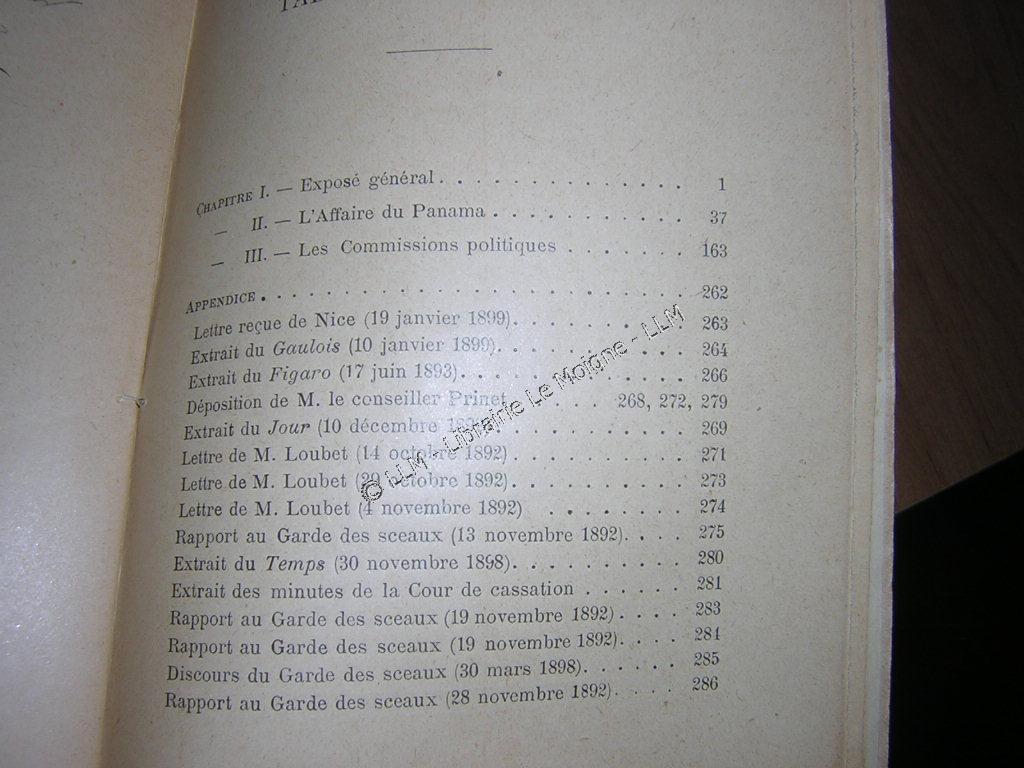 CHAPITRE I. — Exposé général. . . . . . . . . . . . . . 1
— II. — L'Affaire du Panama . . . . . . . . . . . 37
— III. — Les Commissions politiques . . . . . . . 163
APPENDICE . . . . . . . . . . . . . . . . . . . . . . 262
Lettre reçue de Nice (19 janvier 1899). . . . . . . . . . 263
Extrait du Gaulois (10 janvier 1899). . . . . . . . . . . 264
Extrait du Figaro (17 juin 1893). . . . . . . . . . . . . 266
Déposition de M. le conseiller Prinet . . . . . 268, 272, 279
Extrait du Jour (10 décembre . . . . . . . . . . 269
Lettre de M. Loubet (14 octobre 1892) . . . . . . . . . . 271
Lettre de M. Loubet (29 octobre 1892). . . . . . . . . . 273
Lettre de M. Loubet (4 novembre 1892) . . . . . . . . 274
Rapport au Garde des sceaux (13 novembre 1892). . . . 275
Extrait du Temps (30 novembre 1898). . . . . . . . . . 280
Extrait des minutes de la Cour de cassation . . . . . . 281
Rapport au Garde des sceaux (19 novembre 1892) . . . . 283
Rapport au Garde des sceaux (19 novembre 1892). . . . 284
Discours du Garde des sceaux (30 mars 1898). . . . . . 285
Rapport au Garde des sceaux (28 novembre 1892). . . . 286
© LLM - Librairie Le Moigne - LLM